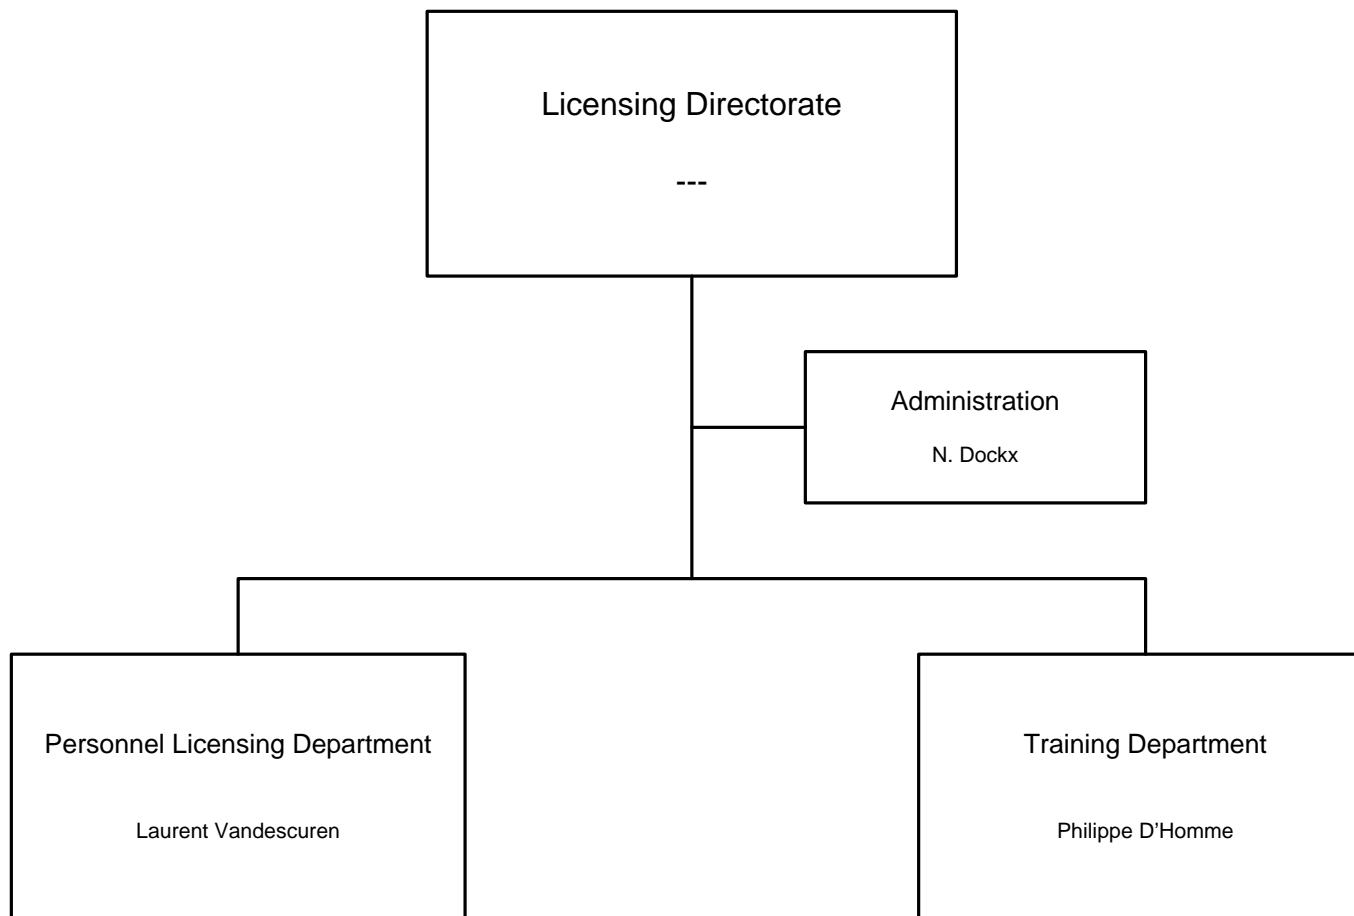 Licensing Directorate
---
Administration
N. Dockx
Personnel Licensing Department
Laurent Vandescuren
Training Department
Philippe D’Homme